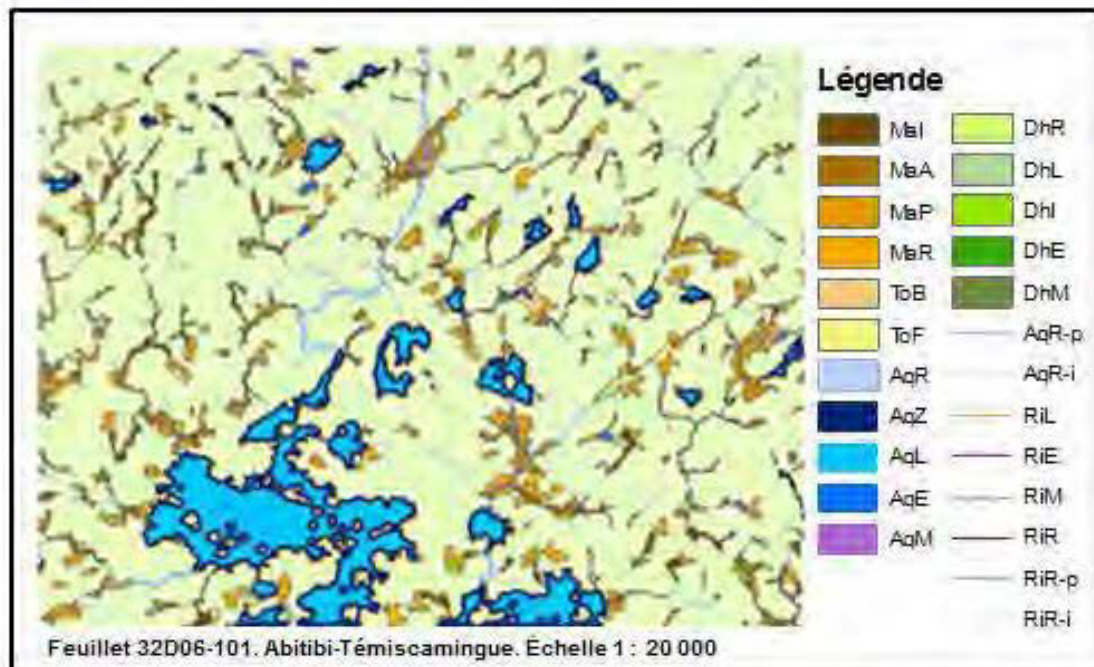 Légende
MaI
MaA
MaP
MaR
ToB
ToF
AqR
AqZ
AqL
AqE
AqM
DhR
DhL
DhI
DhE
DhM
AqR-p
AqR-i
RiL
RiE
RiM
RiR
RiR-p
RiR-i
Feuillet 32D06-101. Abitibi-Témiscamingue. Échelle 1 : 20 000